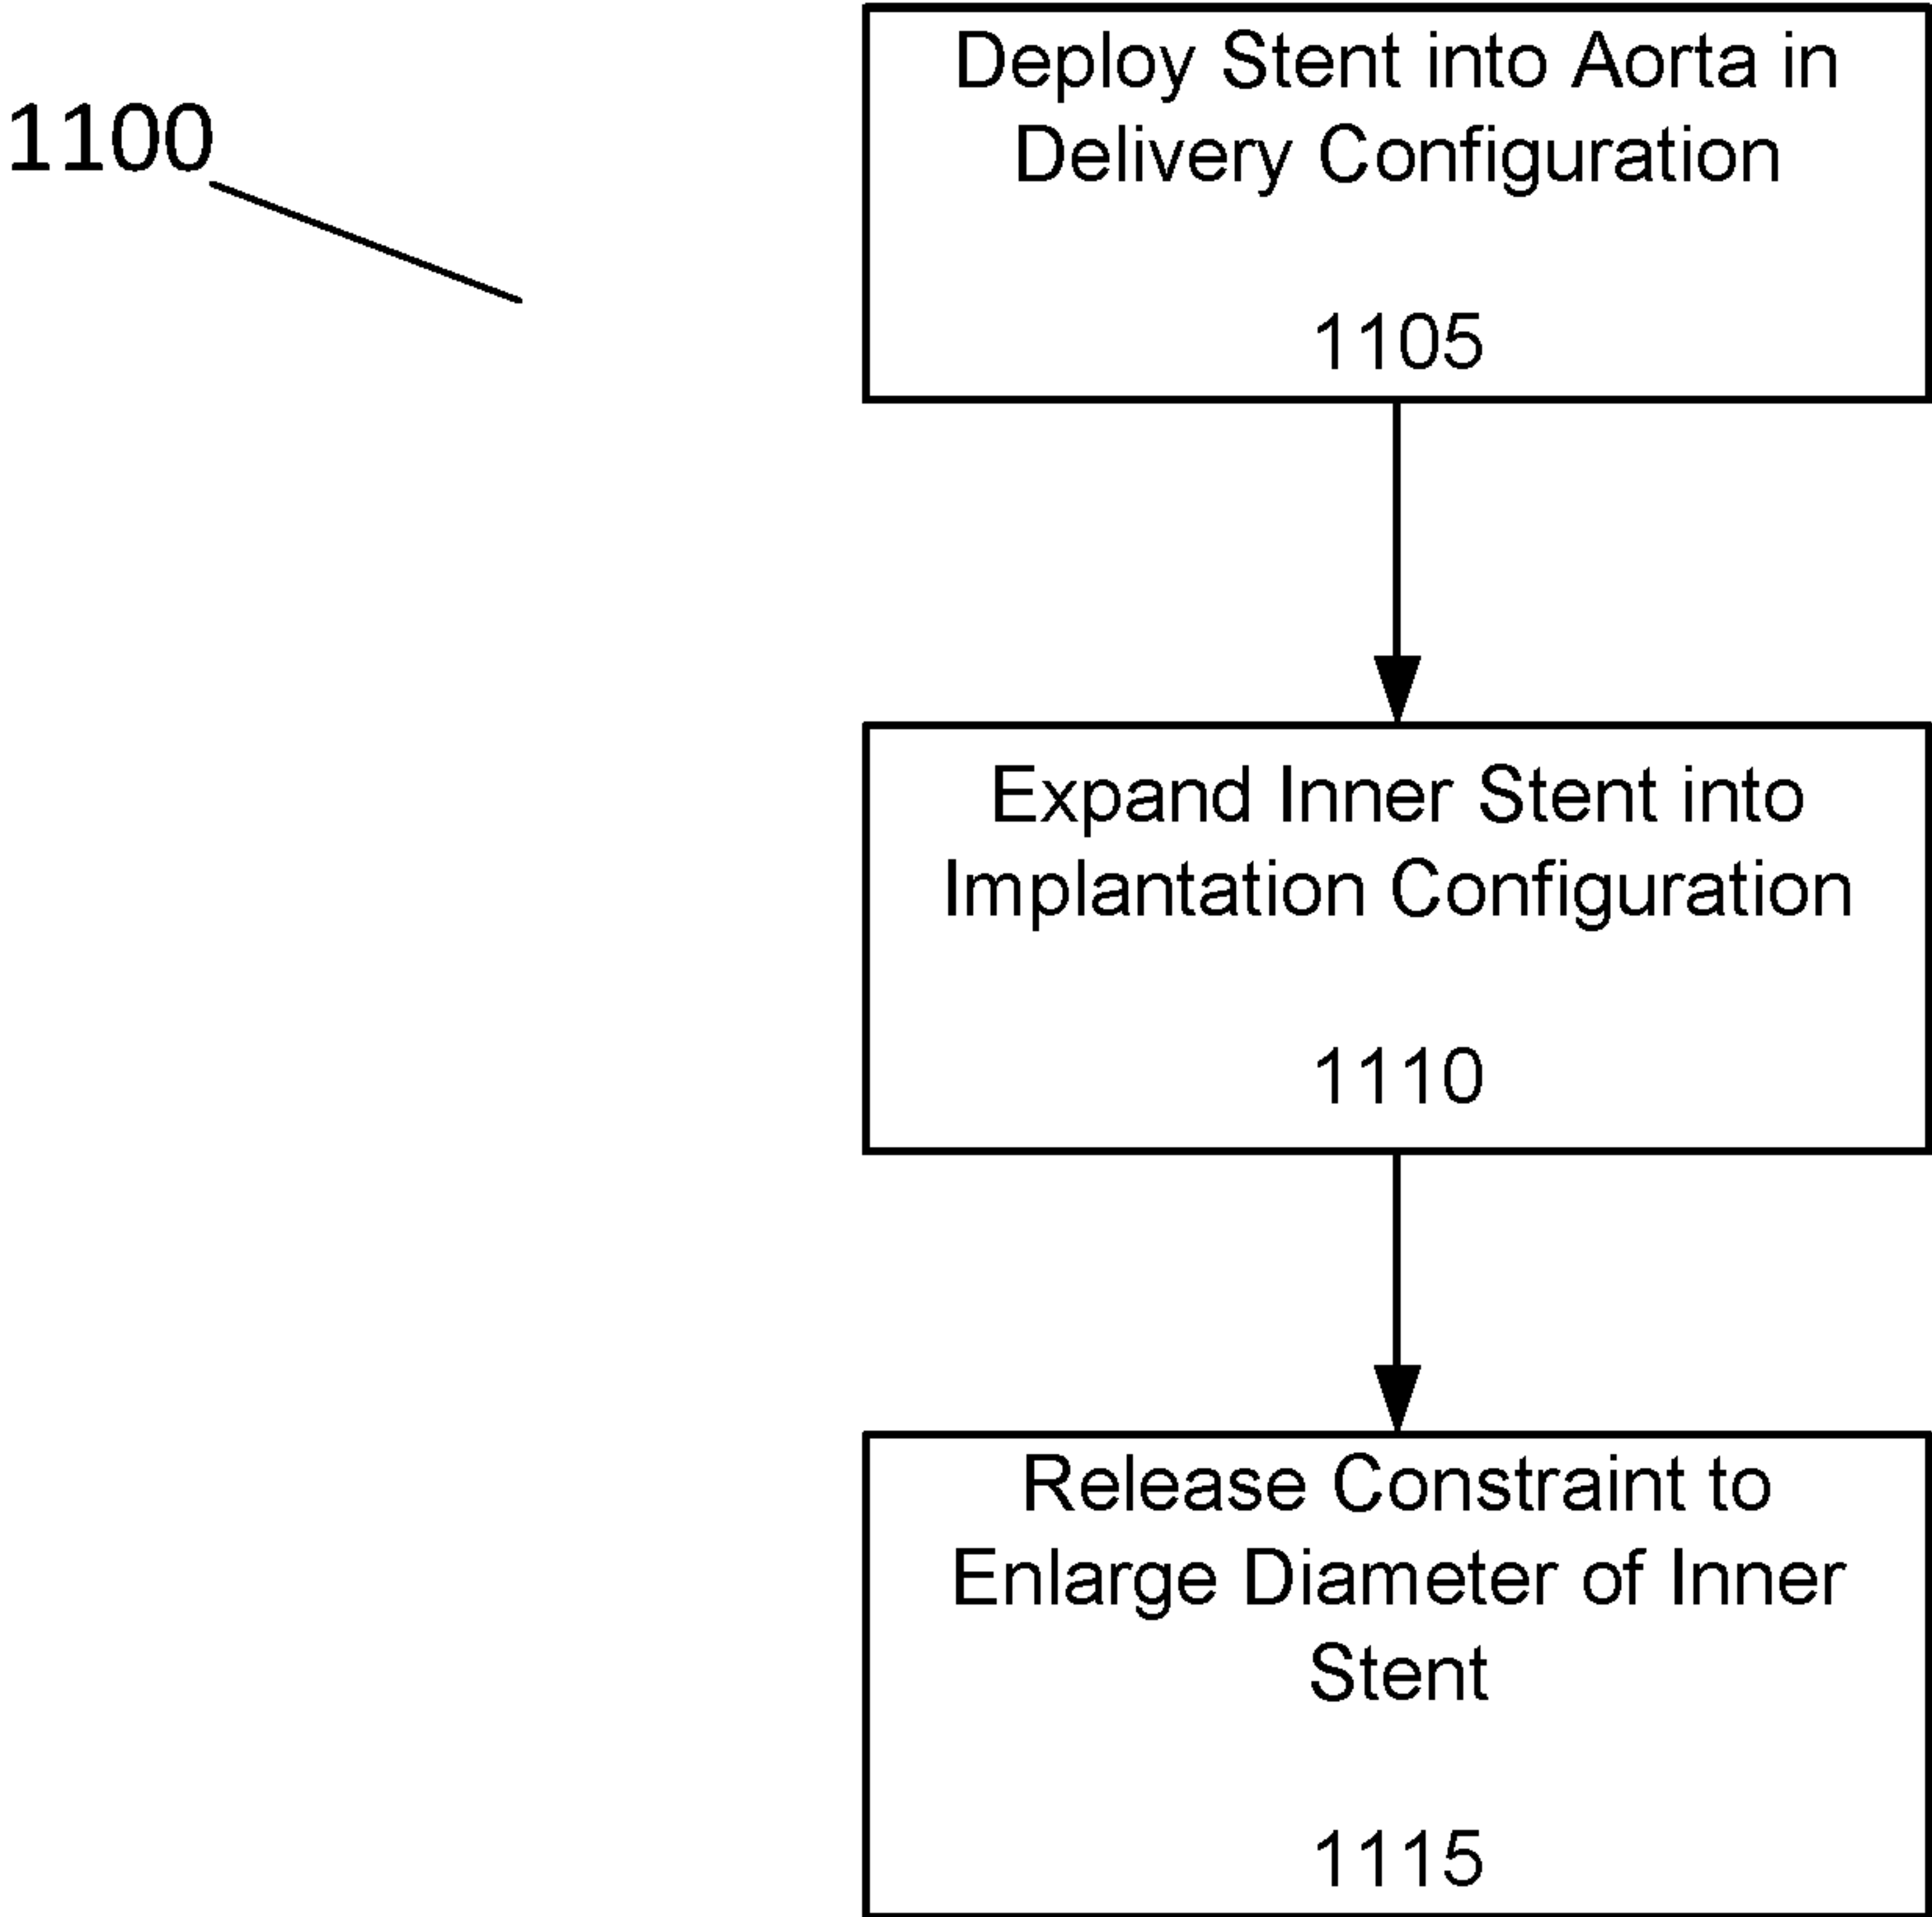 1100
Deploy Stent into Aorta in
Delivery Configuration
1105
Expand Inner Stent into
Implantation Configuration
1110
Release Constraint to
Enlarge Diameter of Inner
Stent
1115